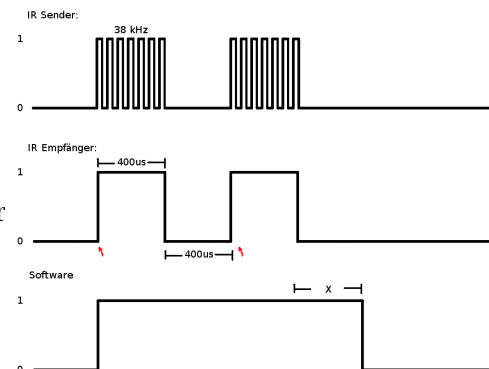 IR Sender:
38 kHz
1
0
IR Empfänger:
400us
1
r
0
400us
Software
x
1
0